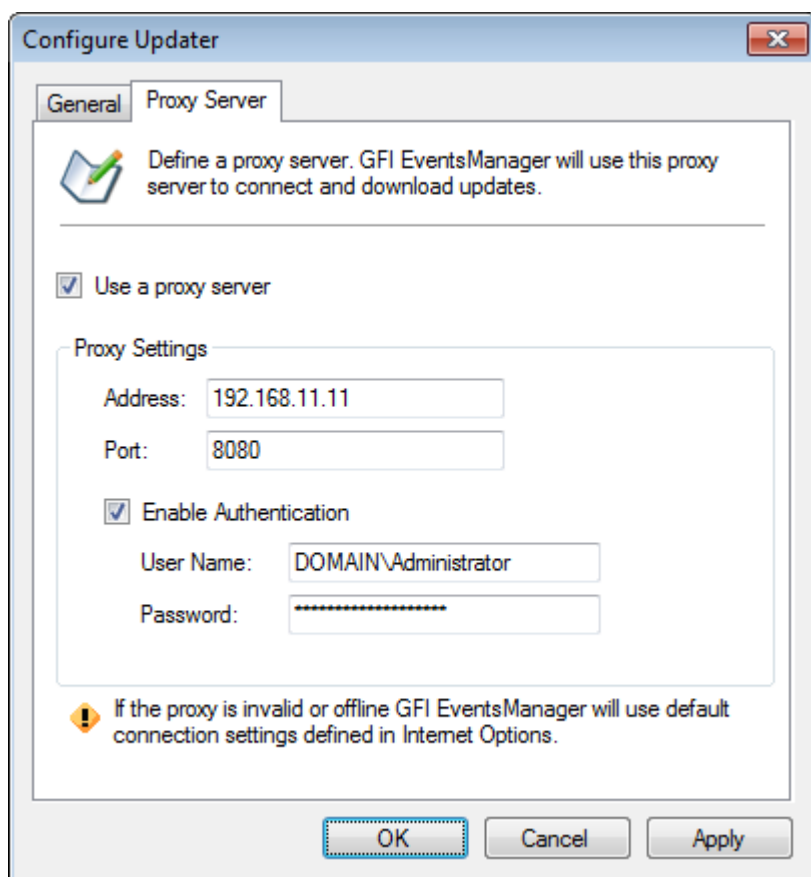 Configure Updater
General
Proxy Server
Define a proxy server. GFI EventsManager will use this proxy
server to connect and download updates.
Use a proxy server
Proxy Settings
Address: 192.168.11.11
Port: 8080
Enable Authentication
User Name: DOMAIN\Administrator
Password: *******************
If the proxy is invalid or offline GFI EventsManager will use default
connection settings defined in Internet Options.
OK
Cancel
Apply